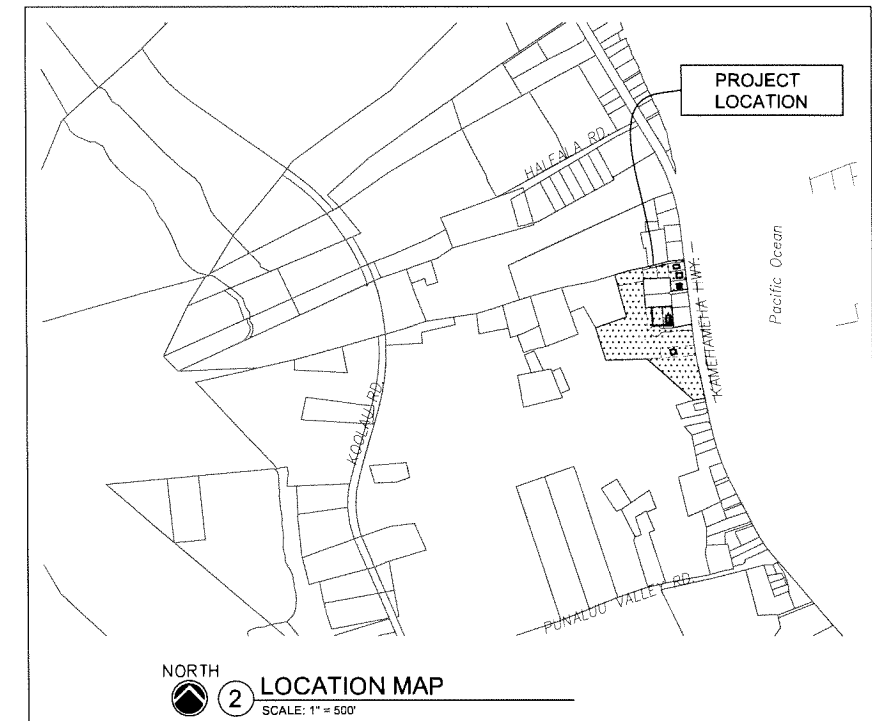 PROJECT
LOCATION
HALEALA RD.
Pacific Ocean
KAMEHAMEHA HWY.
KOOLAU RD.
PUNALUU VALLEY RD.
NORTH
2 LOCATION MAP
SCALE: 1" = 500'